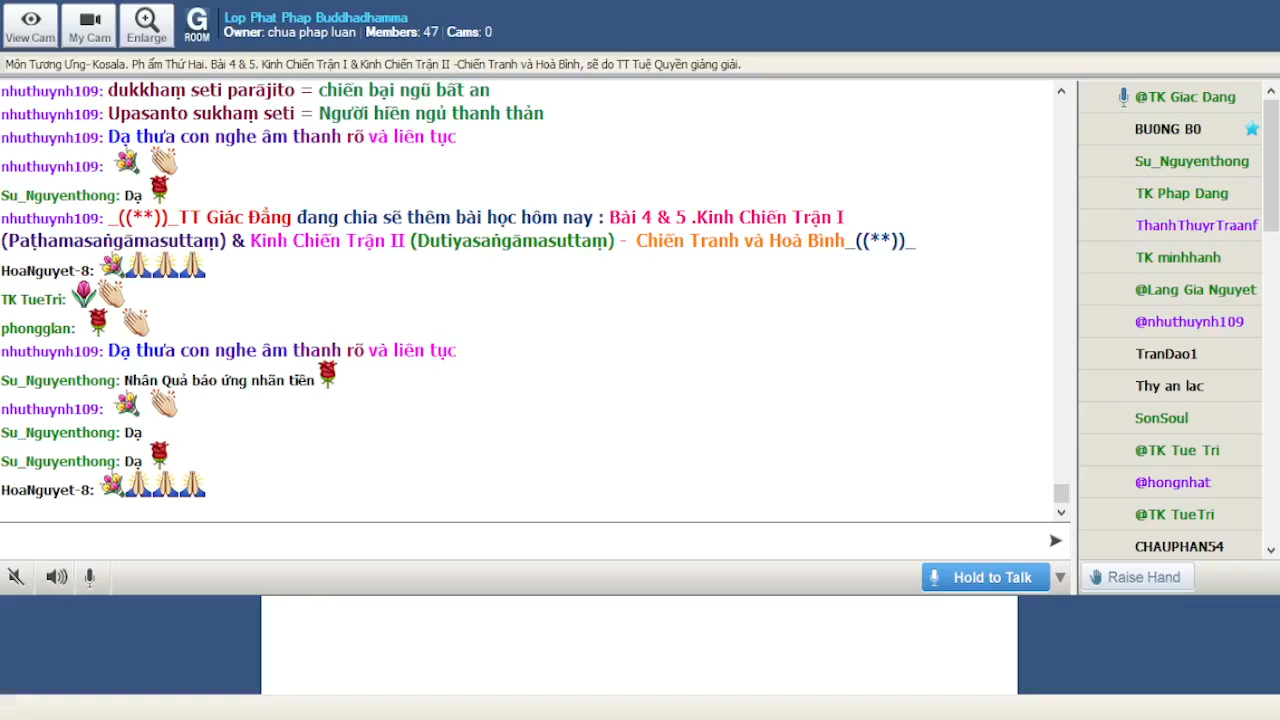 View Cam
My Cam
Enlarge
G
ROOM
Lop Phat Phap Buddhadhamma
Owner: chua phap luan | Members: 47 | Cams: 0
Môn Tương Ưng- Kosala. Ph ẩm Thứ Hai. Bài 4 & 5. Kinh Chiến Trận I & Kinh Chiến Trận II -Chiến Tranh và Hoà Bình, sẽ do TT Tuệ Quyền giảng giải.
nhuthuynh109: dukkhaṃ seti parājito = chiến bại ngũ bất an
nhuthuynh109: Upasanto sukhaṃ seti = Người hiền ngủ thanh thản
nhuthuynh109: Dạ thưa con nghe âm thanh rõ và liên tục
nhuthuynh109:
Su_Nguyenthong: Dạ
nhuthuynh109: _((**))_TT Giác Đẳng đang chia sẽ thêm bài học hôm nay : Bài 4 & 5 .Kinh Chiến Trận I
(Paṭhamasaṅgāmasuttaṃ) & Kinh Chiến Trận II (Dutiyasaṅgāmasuttaṃ) - Chiến Tranh và Hoà Bình_((**))_
HoaNguyet-8:
TK TueTri:
phongglan:
nhuthuynh109: Dạ thưa con nghe âm thanh rõ và liên tục
Su_Nguyenthong: Nhân Quả báo ứng nhãn tiền
nhuthuynh109:
Su_Nguyenthong: Dạ
Su_Nguyenthong: Dạ
HoaNguyet-8:
Hold to Talk
@TK Giac Dang
BU0NG B0
Su_Nguyenthong
TK Phap Dang
ThanhThuyrTraanf
TK minhhanh
@Lang Gia Nguyet
@nhuthuynh109
TranDao1
Thy an lac
SonSoul
@TK Tue Tri
@hongnhat
@TK TueTri
CHAUPHAN54
Raise Hand